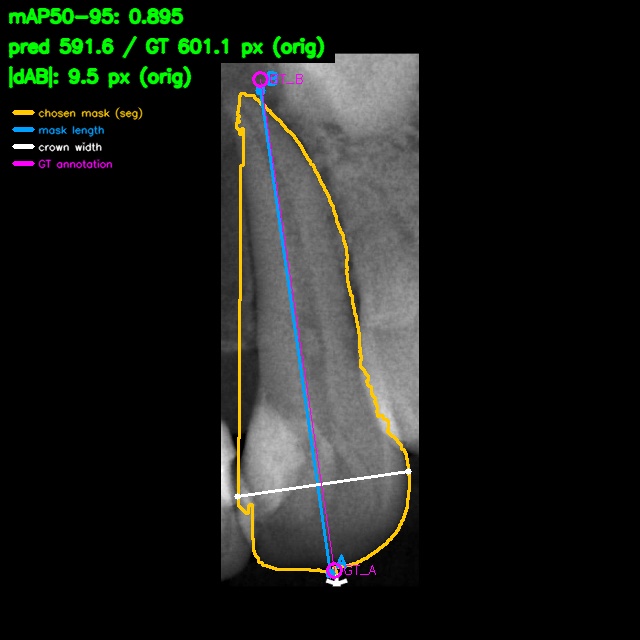 mAP50-95: 0.895
pred 591.6 / GT 601.1 px (orig)
|dAB|: 9.5 px (orig)
chosen mask (seg)
mask length
crown width
GT annotation
B
GT_B
A
GT_A